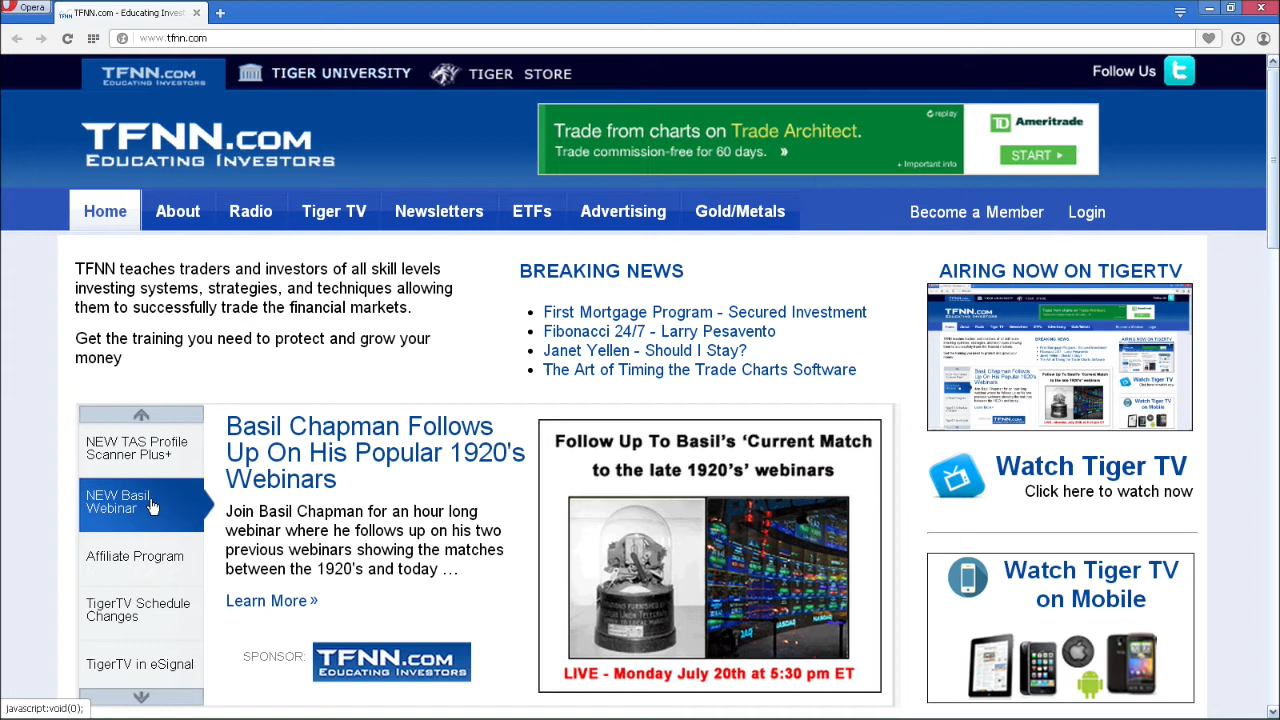 Opera
TFNN.com - Educating Invest
www.tfnn.com
TFNN.com
EDUCATING INVESTORS
TIGER UNIVERSITY
TIGER STORE
Follow Us
TFNN.com
EDUCATING INVESTORS
Trade from charts on Trade Architect.
Trade commission-free for 60 days. »
replay
+ Important info
TD Ameritrade
START
Home
About
Radio
Tiger TV
Newsletters
ETFs
Advertising
Gold/Metals
Become a Member
Login
TFNN teaches traders and investors of all skill levels
investing systems, strategies, and techniques allowing
them to successfully trade the financial markets.
Get the training you need to protect and grow your
money
BREAKING NEWS
First Mortgage Program - Secured Investment
Fibonacci 24/7 - Larry Pesavento
Janet Yellen - Should I Stay?
The Art of Timing the Trade Charts Software
AIRING NOW ON TIGERTV
NEW TAS Profile
Scanner Plus+
NEW Basil
Webinar
Affiliate Program
TigerTV Schedule
Changes
TigerTV in eSignal
Basil Chapman Follows
Up On His Popular 1920's
Webinars
Join Basil Chapman for an hour long
webinar where he follows up on his two
previous webinars showing the matches
between the 1920's and today …
Learn More »
SPONSOR:
TFNN.com
EDUCATING INVESTORS
Follow Up To Basil's 'Current Match
to the late 1920's' webinars
LIVE - Monday July 20th at 5:30 pm ET
Watch Tiger TV
Click here to watch now
Watch Tiger TV
on Mobile
javascript:void(0);